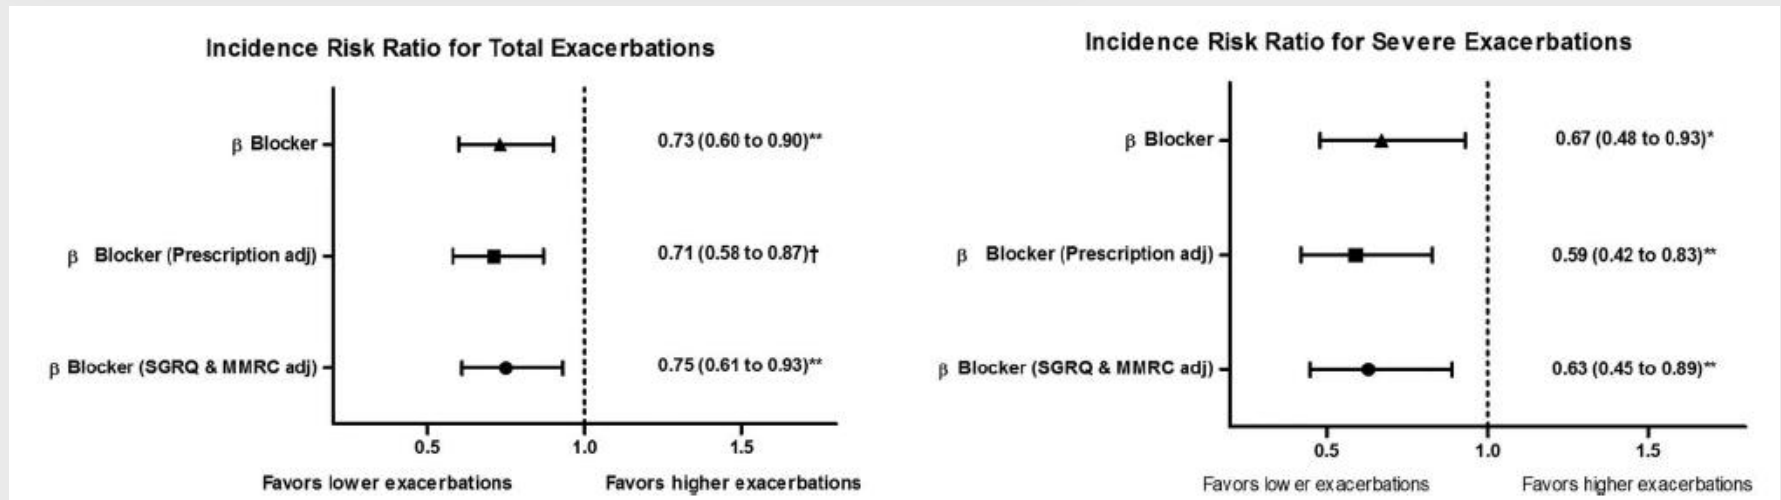 Incidence Risk Ratio for Total Exacerbations
β Blocker
0.73 (0.60 to 0.90)**
β Blocker (Prescription adj)
0.71 (0.58 to 0.87)†
β Blocker (SGRQ & MMRC adj)
0.75 (0.61 to 0.93)**
0.5 1.0 1.5
Favors lower exacerbations Favors higher exacerbations
Incidence Risk Ratio for Severe Exacerbations
β Blocker
0.67 (0.48 to 0.93)*
β Blocker (Prescription adj)
0.59 (0.42 to 0.83)**
β Blocker (SGRQ & MMRC adj)
0.63 (0.45 to 0.89)**
0.5 1.0 1.5
Favors lower exacerbations Favors higher exacerbations